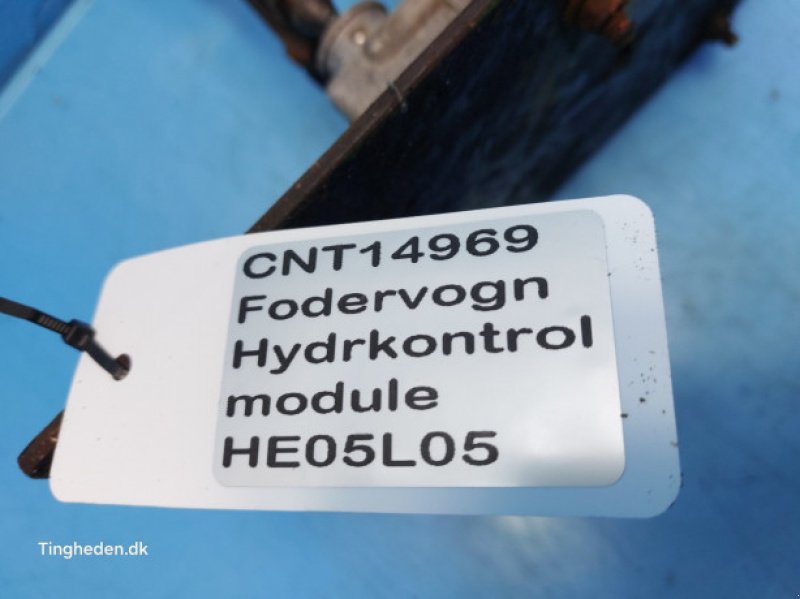 CNT14969
Fodervogn
Hydrkontrol
module
HE05L05
Tingheden.dk